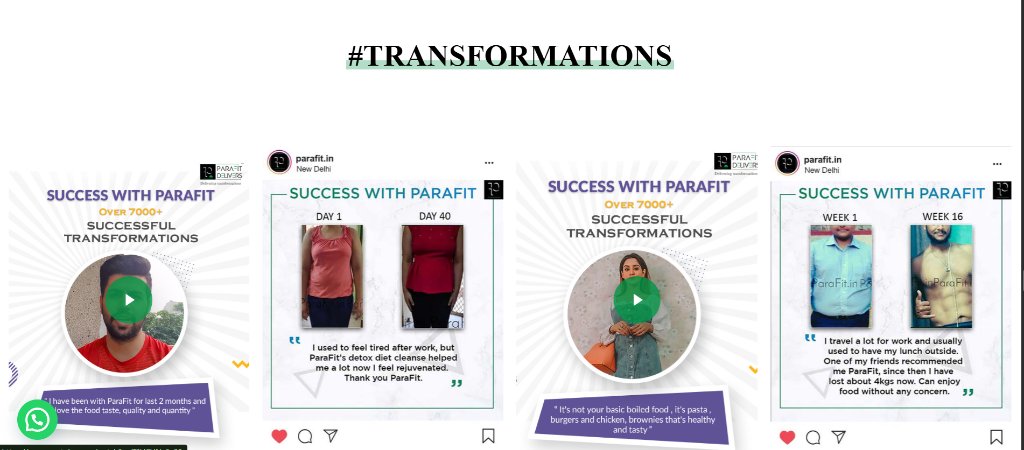 #TRANSFORMATIONS
PARAFIT
DELIVERS
Delivering transformations
SUCCESS WITH PARAFIT
OVER 7000+
SUCCESSFUL
TRANSFORMATIONS
" I have been with ParaFit for last 2 months and
love the food taste, quality and quantity "
parafit.in
New Delhi
SUCCESS WITH PARAFIT
DAY 1
DAY 40
I used to feel tired after work, but
ParaFit's detox diet cleanse helped
me a lot now I feel rejuvenated.
Thank you ParaFit.
PARAFIT
DELIVERS
Delivering transformations
SUCCESS WITH PARAFIT
OVER 7000+
SUCCESSFUL
TRANSFORMATIONS
" It's not your basic boiled food , it's pasta ,
burgers and chicken, brownies that's healthy
and tasty "
parafit.in
New Delhi
SUCCESS WITH PARAFIT
WEEK 1
WEEK 16
ParaFit.in
ParaFit
I travel a lot for work and usually
used to have my lunch outside.
One of my friends recommended
me ParaFit, since then I have
lost about 4kgs now. Can enjoy
food without any concern.